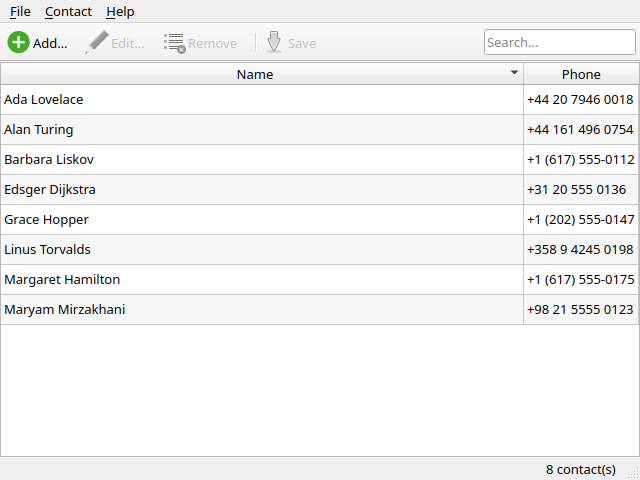 File Contact Help
Add... Edit... Remove Save Search...
Name Phone
Ada Lovelace +44 20 7946 0018
Alan Turing +44 161 496 0754
Barbara Liskov +1 (617) 555-0112
Edsger Dijkstra +31 20 555 0136
Grace Hopper +1 (202) 555-0147
Linus Torvalds +358 9 4245 0198
Margaret Hamilton +1 (617) 555-0175
Maryam Mirzakhani +98 21 5555 0123
8 contact(s)